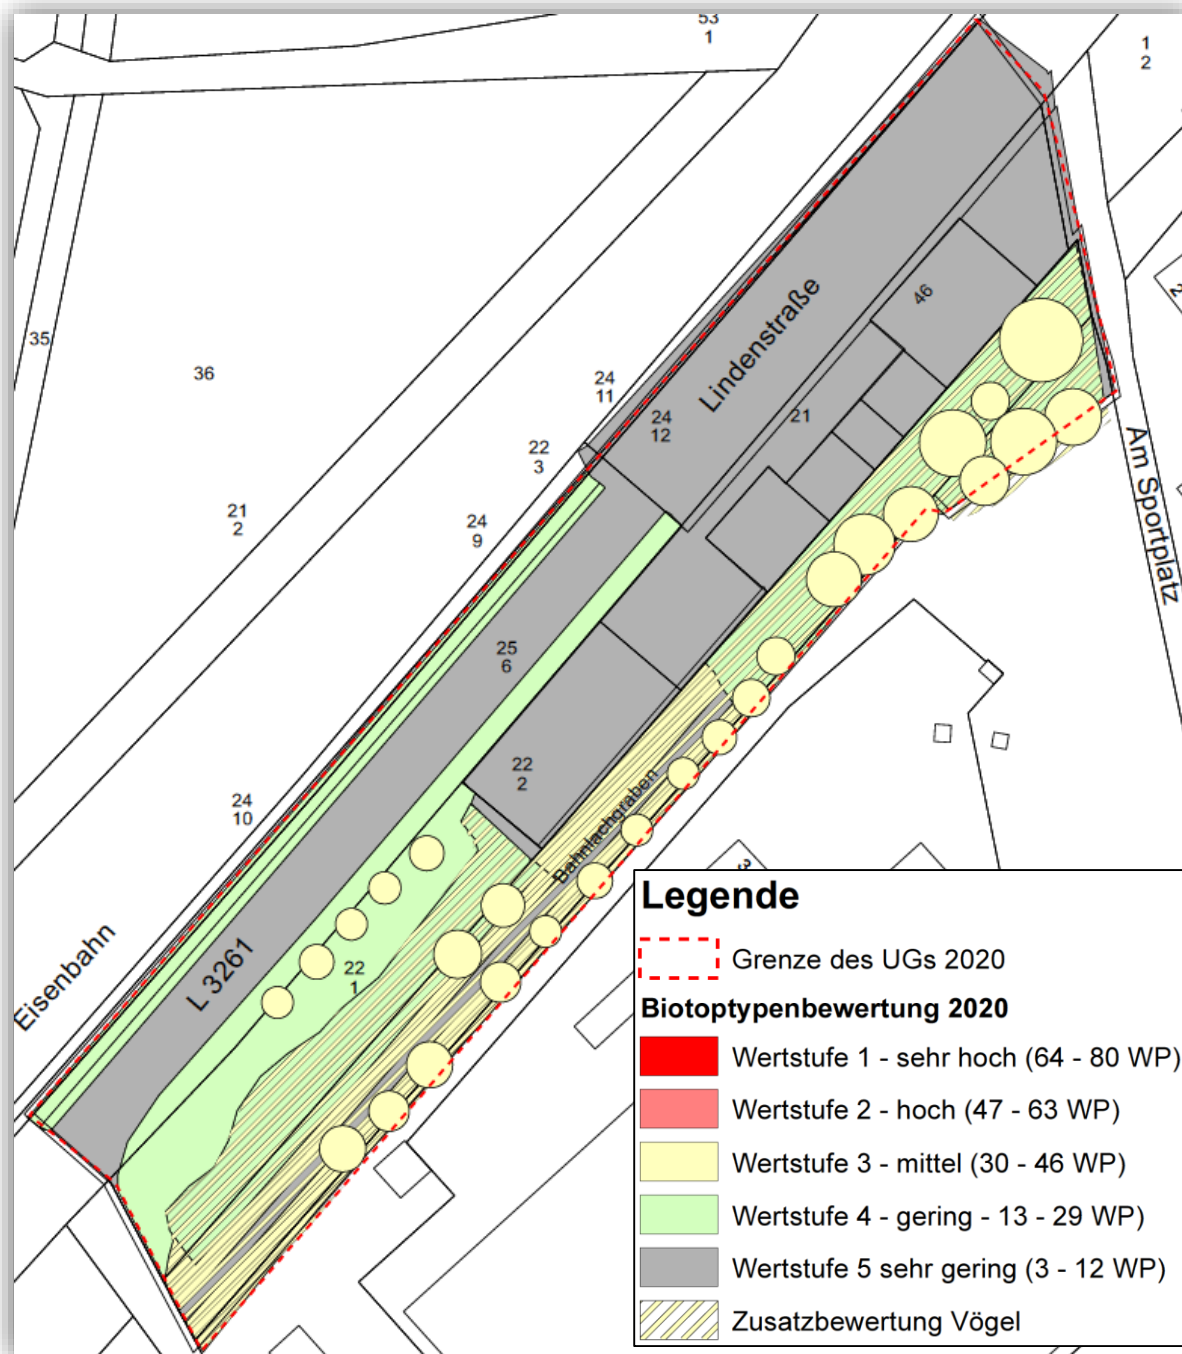 53
1
1
2
35
36
46
Lindenstraße
24
11
24
12
21
22
3
21
2
24
9
Am Sportplatz
2
25
6
22
2
24
10
Bahnlachgraben
3
Eisenbahn
L 3261
22
1
Legende
Grenze des UGs 2020
Biotoptypenbewertung 2020
Wertstufe 1 - sehr hoch (64 - 80 WP)
Wertstufe 2 - hoch (47 - 63 WP)
Wertstufe 3 - mittel (30 - 46 WP)
Wertstufe 4 - gering - 13 - 29 WP)
Wertstufe 5 sehr gering (3 - 12 WP)
Zusatzbewertung Vögel